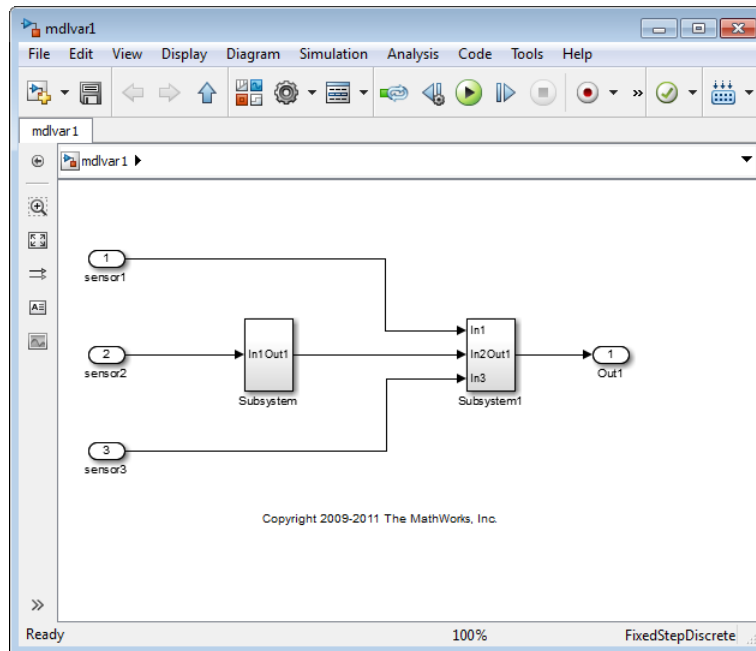 mdlvar1
File Edit View Display Diagram Simulation Analysis Code Tools Help
mdlvar1
mdlvar1
1
sensor1
In1
2
sensor2
In1 Out1
Subsystem
In2 Out1
In3
Subsystem1
1
Out1
3
sensor3
Copyright 2009-2011 The MathWorks, Inc.
Ready 100% FixedStepDiscrete